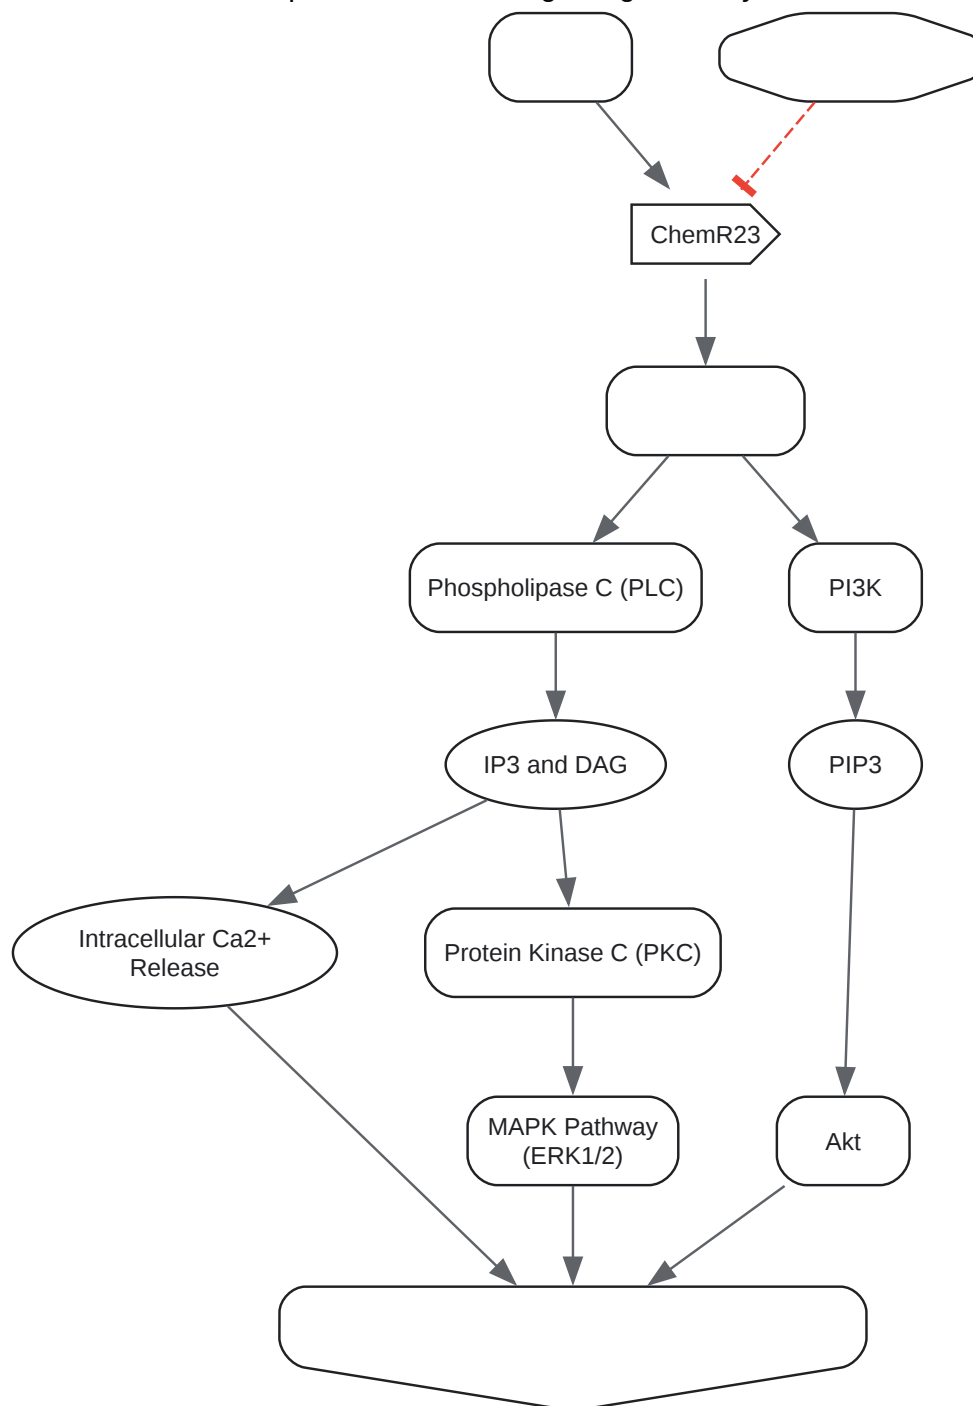 ChemR23
Phospholipase C (PLC)
PI3K
IP3 and DAG
PIP3
Intracellular Ca2+
Release
Protein Kinase C (PKC)
MAPK Pathway
(ERK1/2)
Akt